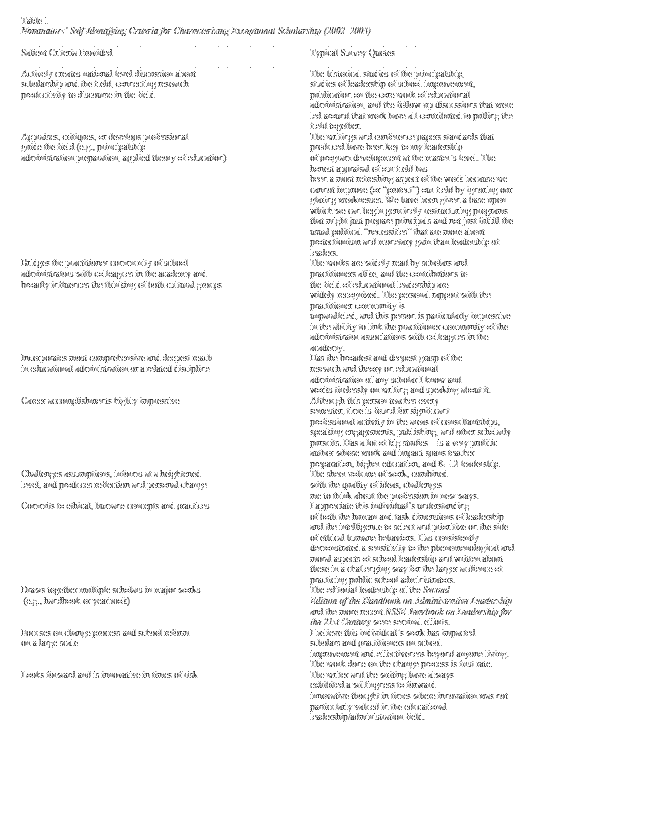 Table 1.
Nominators' Self-Identifying Criteria for Characterizing Exceptional Scholarship (2002-2003)
Salient Criteria Provided
Typical Survey Quotes
Actively creates national level discussion about
scholarship and the field, connecting research
productively to discourse in the field.
The historical studies of the principalship,
studies of leadership of school improvement,
publication on the core work of educational
administration, and the follow up discussions that were
led around that work have all contributed to pulling the
field together.
Appraises, critiques, or develops professional
guides the field (e.g., principalship
administration preparation, applied theory of education)
The writings and conference papers standards that
produced have been key to my leadership
of program development at the master's level. The
honest appraisal of our field has
been a most refreshing aspect of the work because we
cannot improve (or "protect") our field by ignoring our
glaring weaknesses. We have been given a base upon
which we can begin genuinely restructuring programs
that might just prepare principals and not just fulfill the
usual political "necessities" that are more about
protectionism and monetary gain than leadership of
leaders.
Bridges the practitioner community of school
administrators with colleagues in the academy and
broadly influences the thinking of both cultural groups
The works are widely read by scholars and
practitioners alike, and the contributions to
the field of educational leadership are
widely recognized. The personal rapport with the
practitioner community is
unparalleled, and this person is particularly impressive
in the ability to link the practitioner community of the
administrator associations with colleagues in the
academy.
Incorporates most comprehensive and deepest reach
in educational administration or a related discipline
Has the broadest and deepest grasp of the
research and theory on educational
administration of any scholar I know and
works tirelessly on writing and speaking about it.
Career accomplishments highly impressive
Although this person teaches every
semester, time is found for significant
professional activity in the areas of consultantships,
speaking engagements, publishing, and other scholarly
pursuits. Has a lot of big studies – is a very prolific
author whose work and impact spans teacher
preparation, higher education, and K-12 leadership.
Challenges assumptions, informs at a heightened
level, and produces reflection and personal change
The sheer volume of work, combined
with the quality of ideas, challenges
me to think about the profession in new ways.
Commits to ethical, humane concepts and practices
I appreciate this individual's understanding
of both the human and task dimensions of leadership
and the intelligence to select and prioritize on the side
of ethical humane behaviors. Has consistently
demonstrated a sensitivity to the phenomenological and
moral aspects of school leadership and written about
these in a challenging way for the larger audience of
practicing public school administrators.
Draws together multiple scholars in major works
(e.g., handbook or yearbook)
The editorial leadership of the Second
Edition of the Handbook on Administrative Leadership
and the more recent NSSE Yearbook on Leadership for
the 21st Century were seminal efforts.
Focuses on change process and school reform
on a large scale
I believe this individual's work has impacted
scholars and practitioners on school
improvement and effectiveness beyond anyone living.
The work done on the change process is first rate.
Looks forward and is innovative in times of risk
The writer and the writing have always
exhibited a willingness to forward
innovative thought in times where innovation was not
particularly valued in the educational
leadership/administration field.